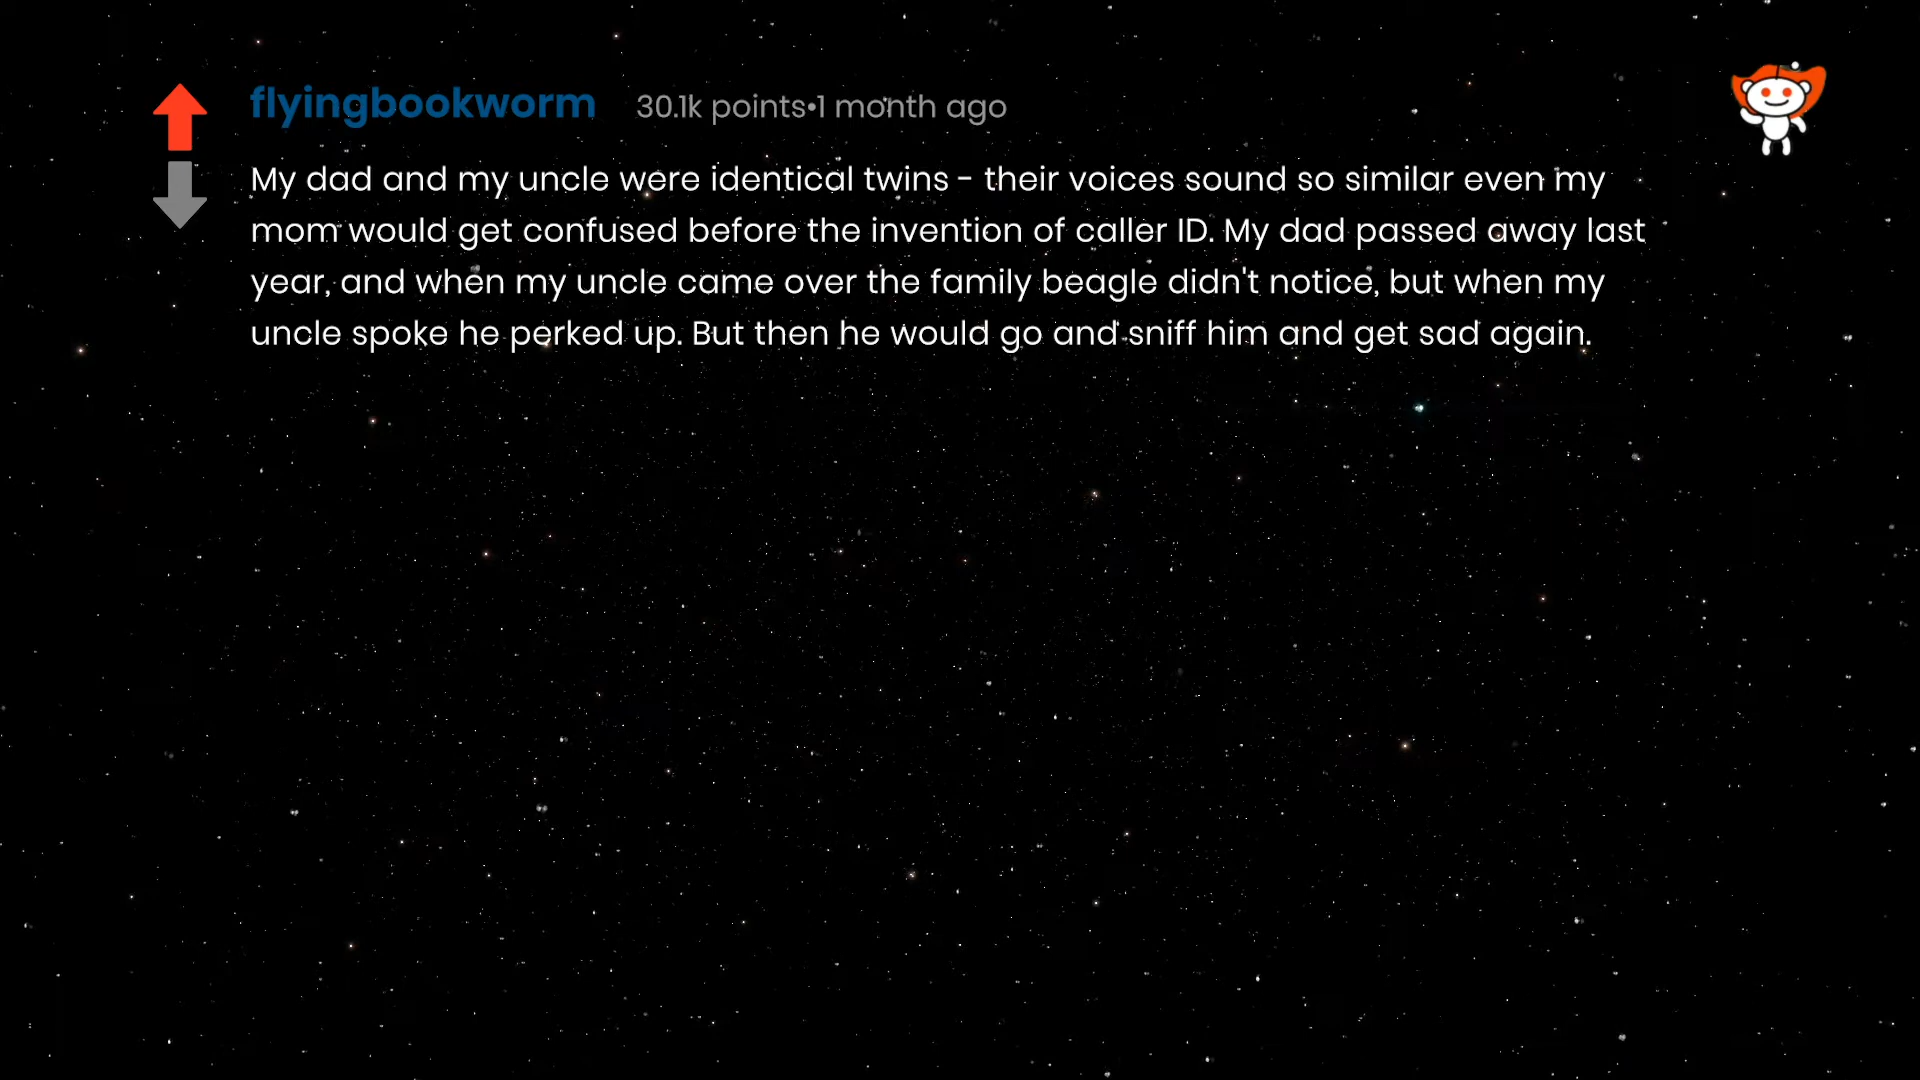 flyingbookworm 30.1k points•1 month ago
My dad and my uncle were identical twins - their voices sound so similar even my
mom would get confused before the invention of caller ID. My dad passed away last
year, and when my uncle came over the family beagle didn't notice, but when my
uncle spoke he perked up. But then he would go and sniff him and get sad again.